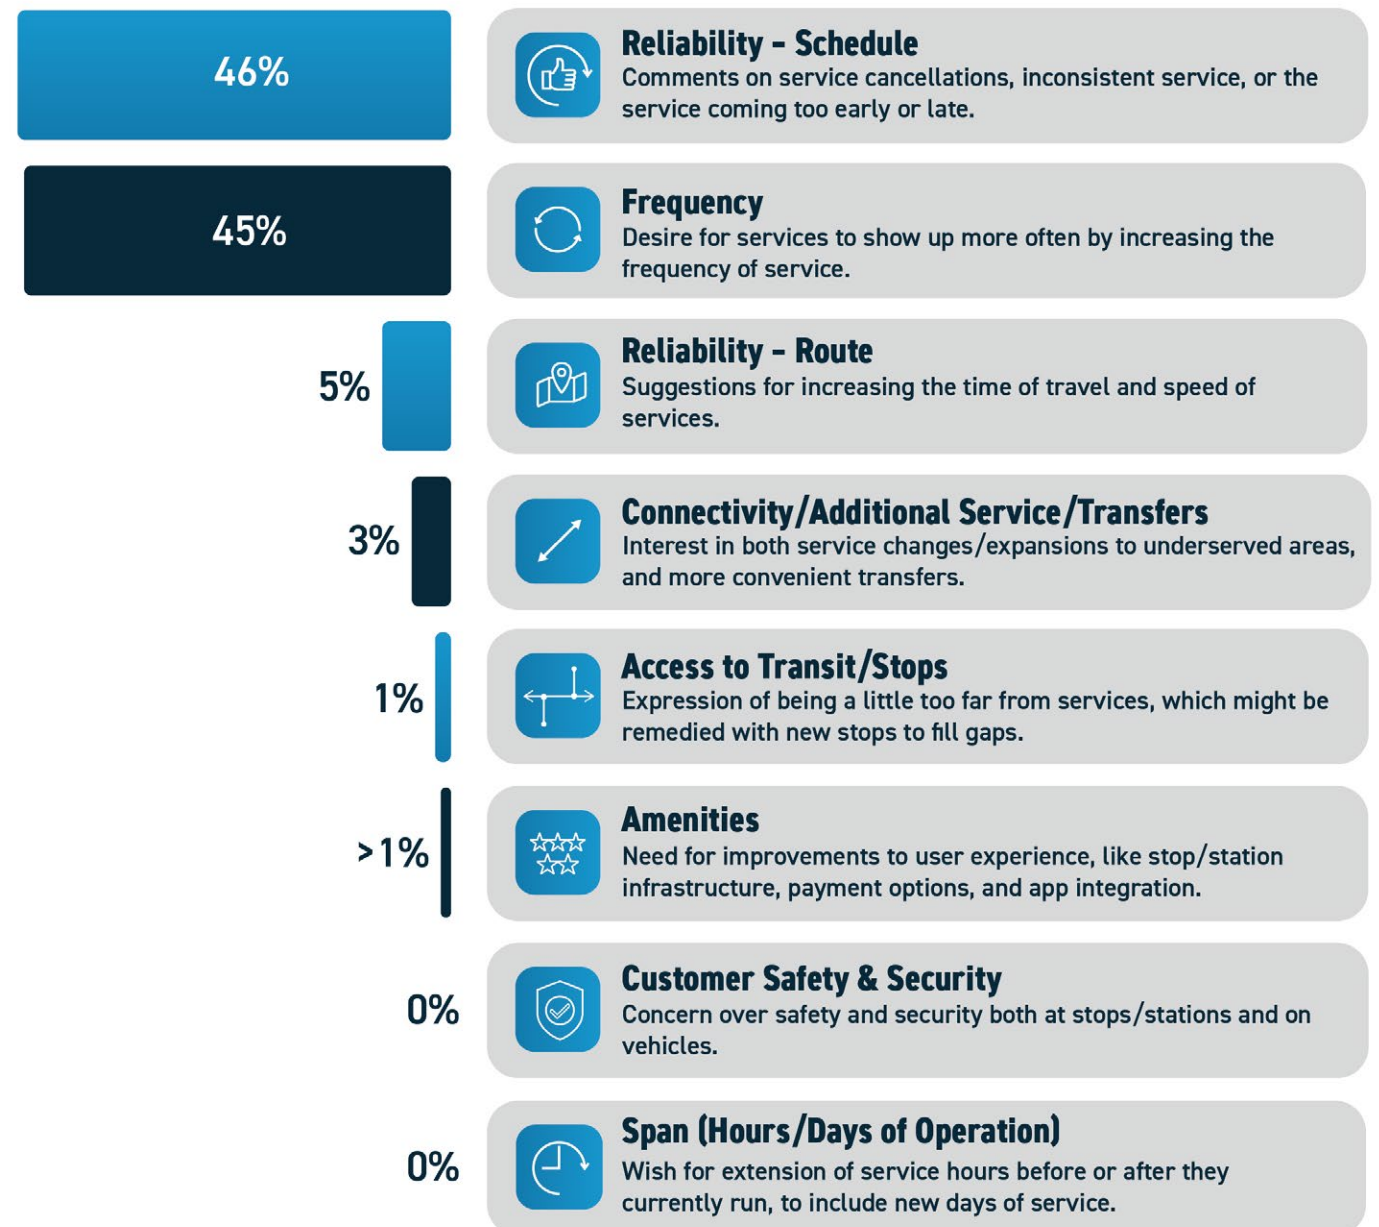 46%
Reliability – Schedule
Comments on service cancellations, inconsistent service, or the
service coming too early or late.
45%
Frequency
Desire for services to show up more often by increasing the
frequency of service.
5%
Reliability – Route
Suggestions for increasing the time of travel and speed of
services.
3%
Connectivity/Additional Service/Transfers
Interest in both service changes/expansions to underserved areas,
and more convenient transfers.
1%
Access to Transit/Stops
Expression of being a little too far from services, which might be
remedied with new stops to fill gaps.
>1%
Amenities
Need for improvements to user experience, like stop/station
infrastructure, payment options, and app integration.
0%
Customer Safety & Security
Concern over safety and security both at stops/stations and on
vehicles.
0%
Span (Hours/Days of Operation)
Wish for extension of service hours before or after they
currently run, to include new days of service.